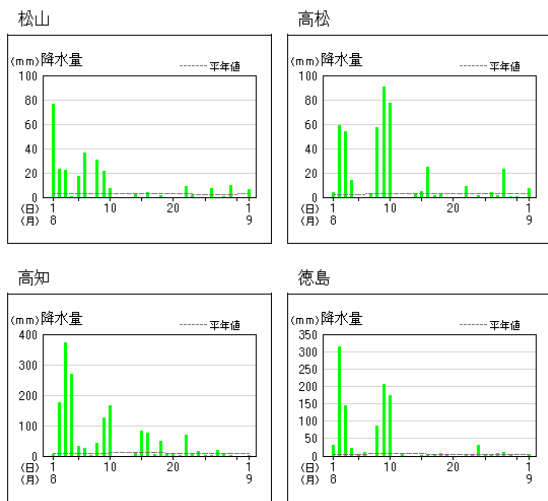 松山
〈mm〉降水量
------平年値
100
80
60
40
20
0
〈日〉 1 10 20 1
〈月〉 8 9
高松
〈mm〉降水量
------平年値
100
80
60
40
20
0
〈日〉 1 10 20 1
〈月〉 8 9
高知
〈mm〉降水量
------平年値
400
300
200
100
0
〈日〉 1 10 20 1
〈月〉 8 9
徳島
〈mm〉降水量
------平年値
350
300
250
200
150
100
50
0
〈日〉 1 10 20 1
〈月〉 8 9